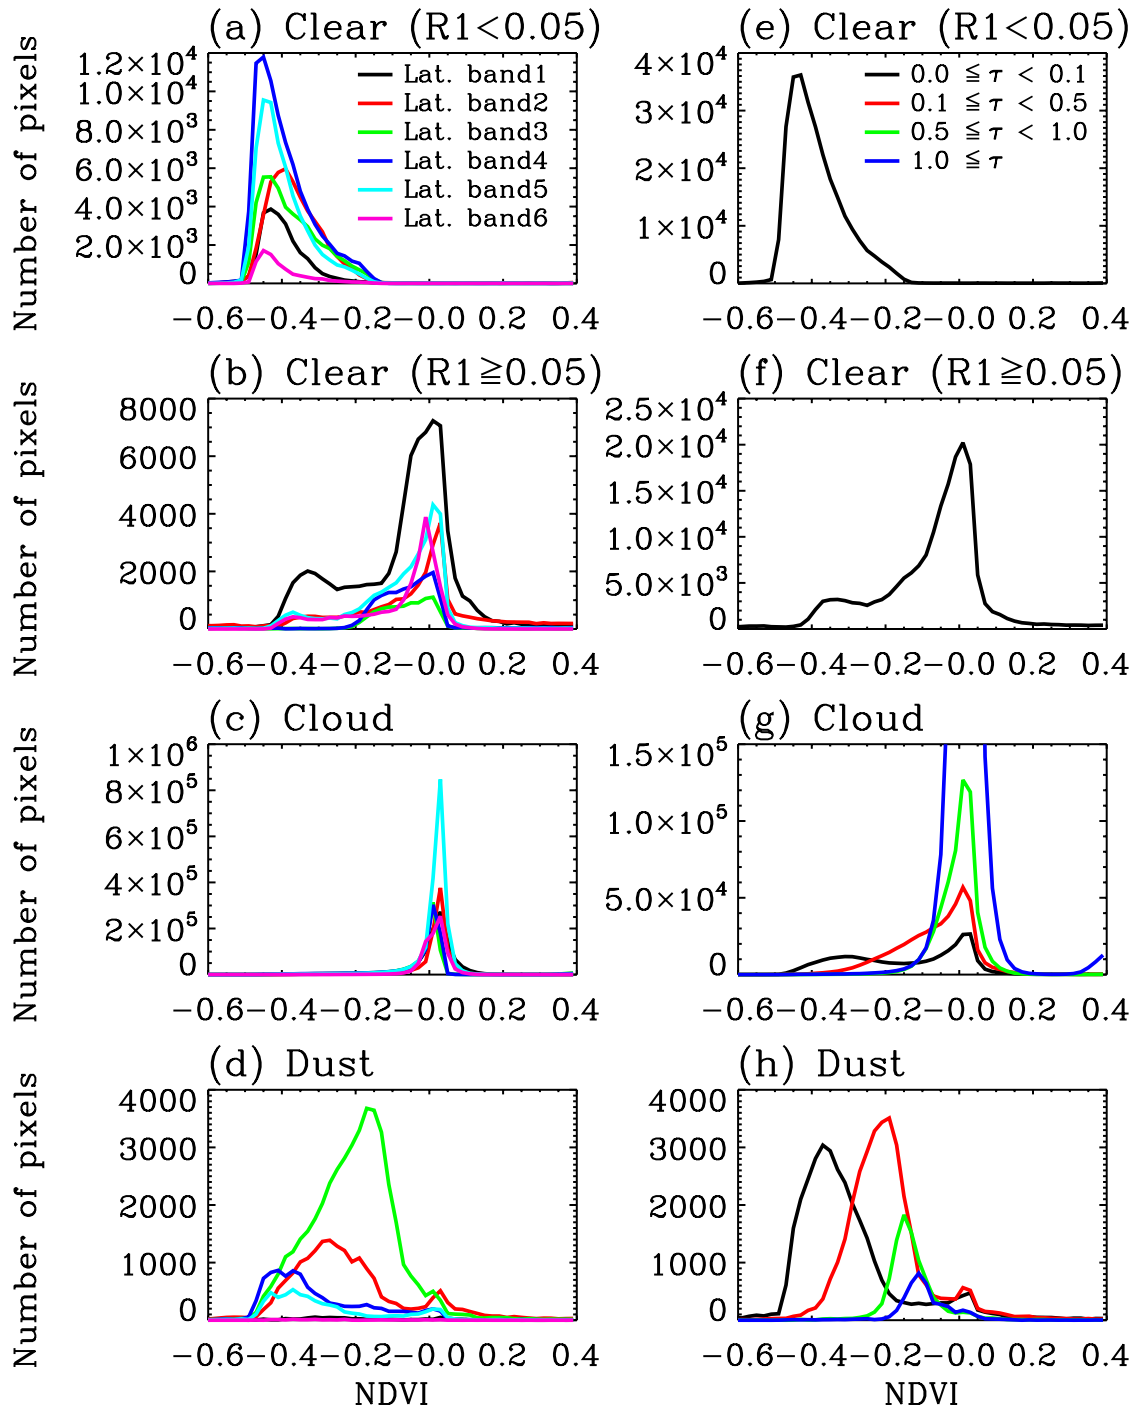 (a) Clear (R1<0.05)
Number of pixels
1.2×10⁴
1.0×10⁴
8.0×10³
6.0×10³
4.0×10³
2.0×10³
0
Lat. band1
Lat. band2
Lat. band3
Lat. band4
Lat. band5
Lat. band6
−0.6−0.4−0.2−0.0 0.2 0.4
(e) Clear (R1<0.05)
4×10⁴
3×10⁴
2×10⁴
1×10⁴
0
0.0 ≦τ < 0.1
0.1 ≦τ < 0.5
0.5 ≦τ < 1.0
1.0 ≦τ
−0.6−0.4−0.2−0.0 0.2 0.4
(b) Clear (R1≧0.05)
Number of pixels
8000
6000
4000
2000
0
−0.6−0.4−0.2−0.0 0.2 0.4
(f) Clear (R1≧0.05)
2.5×10⁴
2.0×10⁴
1.5×10⁴
1.0×10⁴
5.0×10³
0
−0.6−0.4−0.2−0.0 0.2 0.4
(c) Cloud
Number of pixels
1×10⁶
8×10⁵
6×10⁵
4×10⁵
2×10⁵
0
−0.6−0.4−0.2−0.0 0.2 0.4
(g) Cloud
1.5×10⁵
1.0×10⁵
5.0×10⁴
0
−0.6−0.4−0.2−0.0 0.2 0.4
(d) Dust
Number of pixels
4000
3000
2000
1000
0
−0.6−0.4−0.2−0.0 0.2 0.4
NDVI
(h) Dust
4000
3000
2000
1000
0
−0.6−0.4−0.2−0.0 0.2 0.4
NDVI